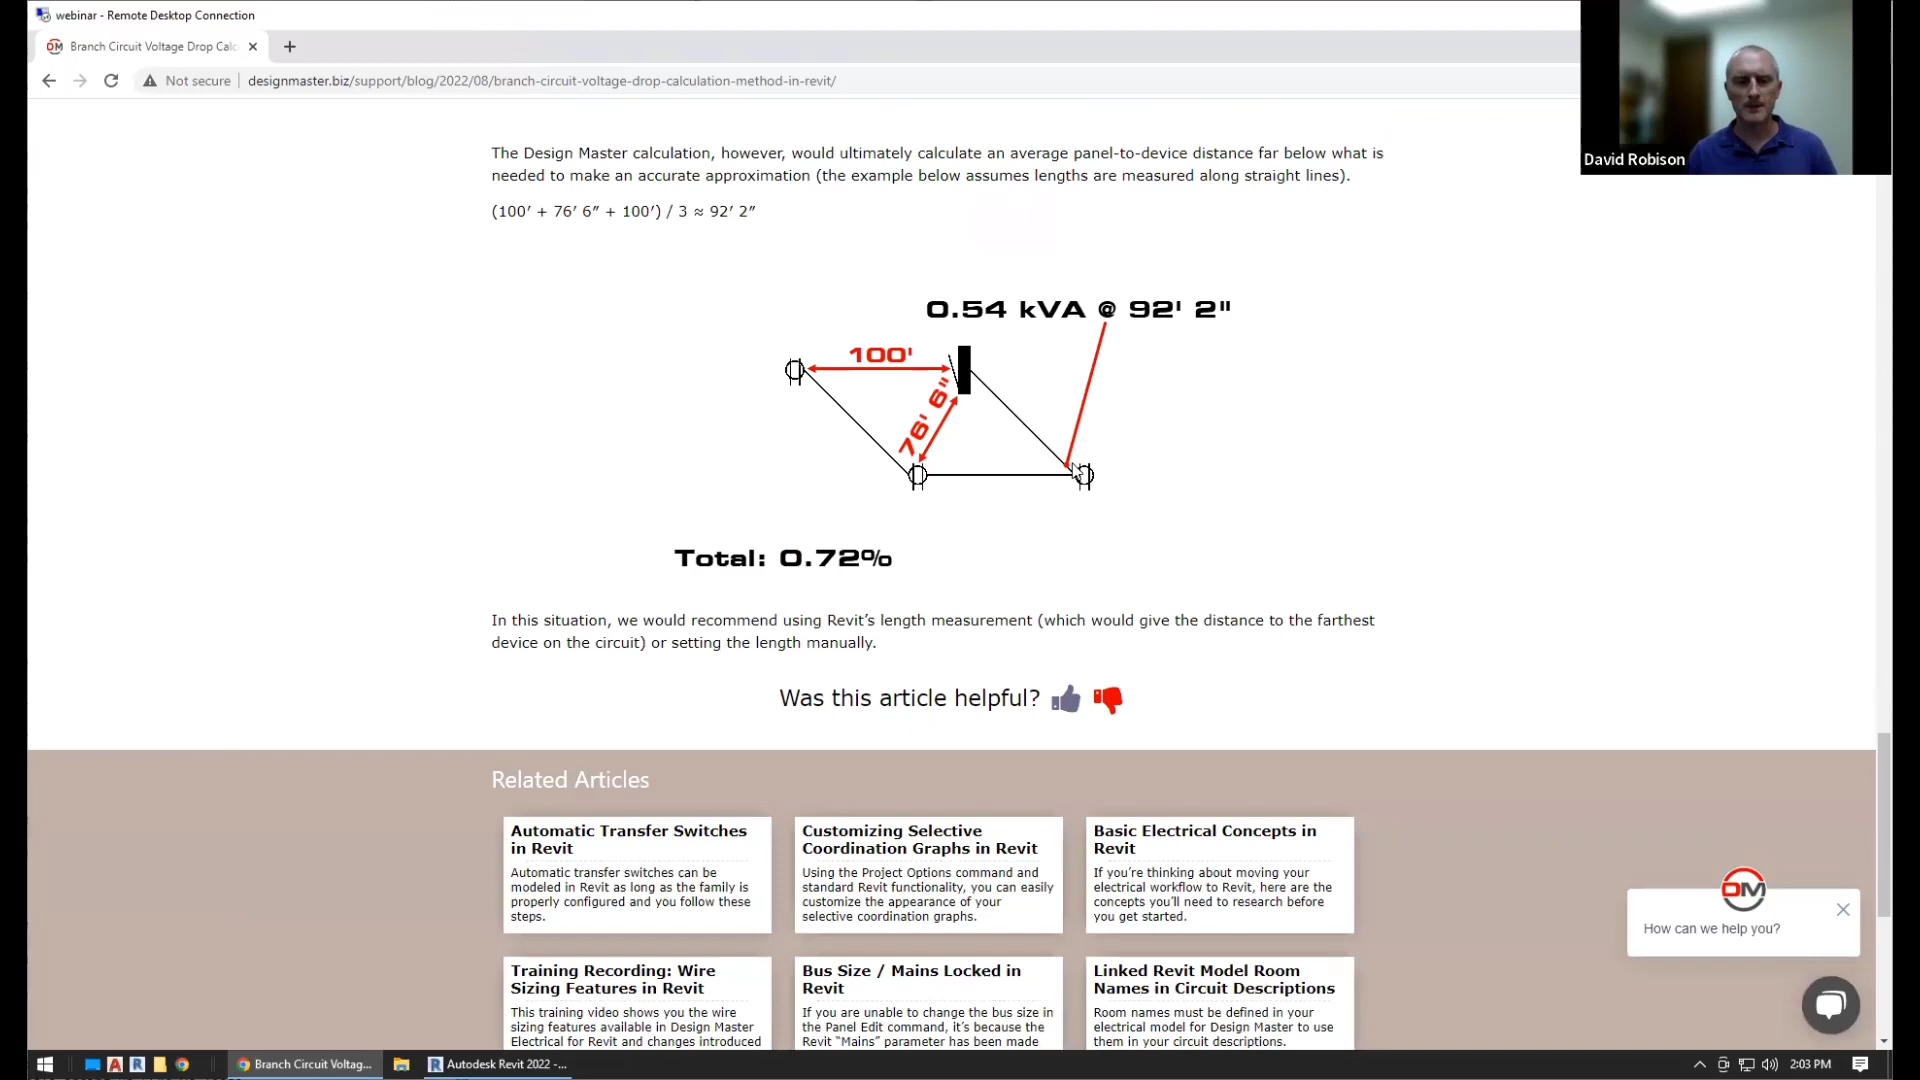 webinar - Remote Desktop Connection
DM Branch Circuit Voltage Drop Calc
Not secure designmaster.biz/support/blog/2022/08/branch-circuit-voltage-drop-calculation-method-in-revit/
David Robison
The Design Master calculation, however, would ultimately calculate an average panel-to-device distance far below what is
needed to make an accurate approximation (the example below assumes lengths are measured along straight lines).
(100′ + 76′ 6″ + 100′) / 3 ≈ 92′ 2″
0.54 kVA @ 92' 2"
100'
76' 6"
Total: 0.72%
In this situation, we would recommend using Revit’s length measurement (which would give the distance to the farthest
device on the circuit) or setting the length manually.
Was this article helpful?
Related Articles
Automatic Transfer Switches
in Revit
Automatic transfer switches can be
modeled in Revit as long as the family is
properly configured and you follow these
steps.
Customizing Selective
Coordination Graphs in Revit
Using the Project Options command and
standard Revit functionality, you can easily
customize the appearance of your
selective coordination graphs.
Basic Electrical Concepts in
Revit
If you’re thinking about moving your
electrical workflow to Revit, here are the
concepts you’ll need to research before
you get started.
Training Recording: Wire
Sizing Features in Revit
This training video shows you the wire
sizing features available in Design Master
Electrical for Revit and changes introduced
Bus Size / Mains Locked in
Revit
If you are unable to change the bus size in
the Panel Edit command, it’s because the
Revit “Mains” parameter has been made
Linked Revit Model Room
Names in Circuit Descriptions
Room names must be defined in your
electrical model for Design Master to use
them in your circuit descriptions.
DM
How can we help you?
A R Branch Circuit Voltag... R Autodesk Revit 2022 -... 2:03 PM